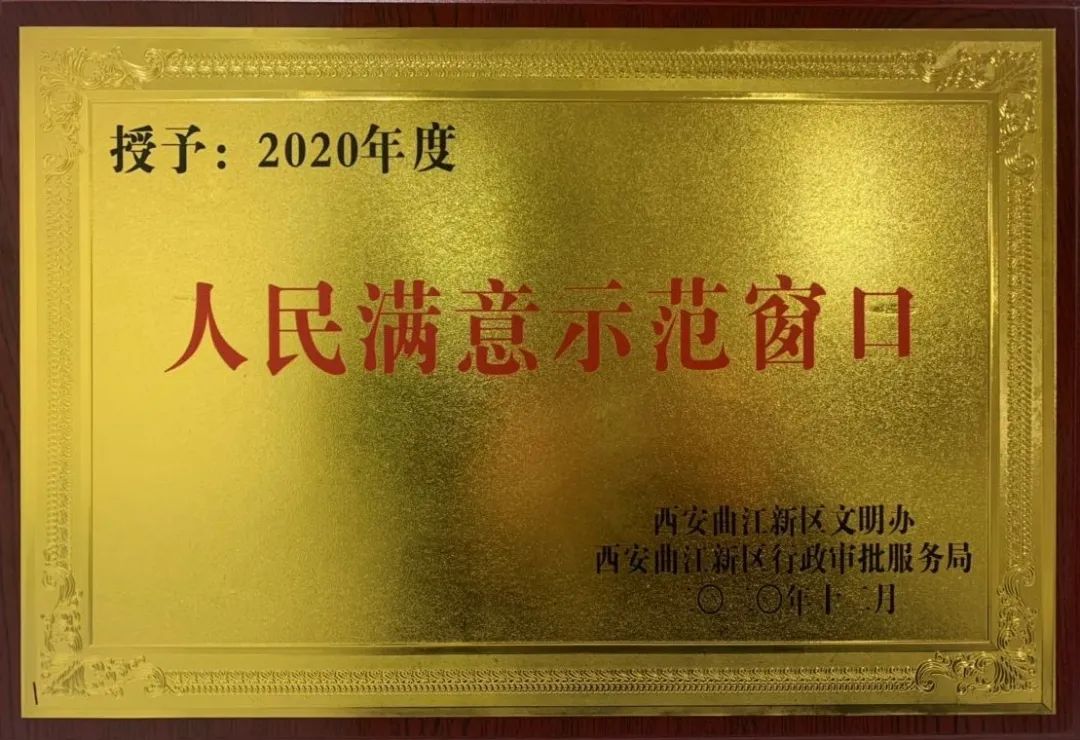 授予：2020年度
人民满意示范窗口
西安曲江新区文明办
西安曲江新区行政审批服务局
〇二〇年十二月